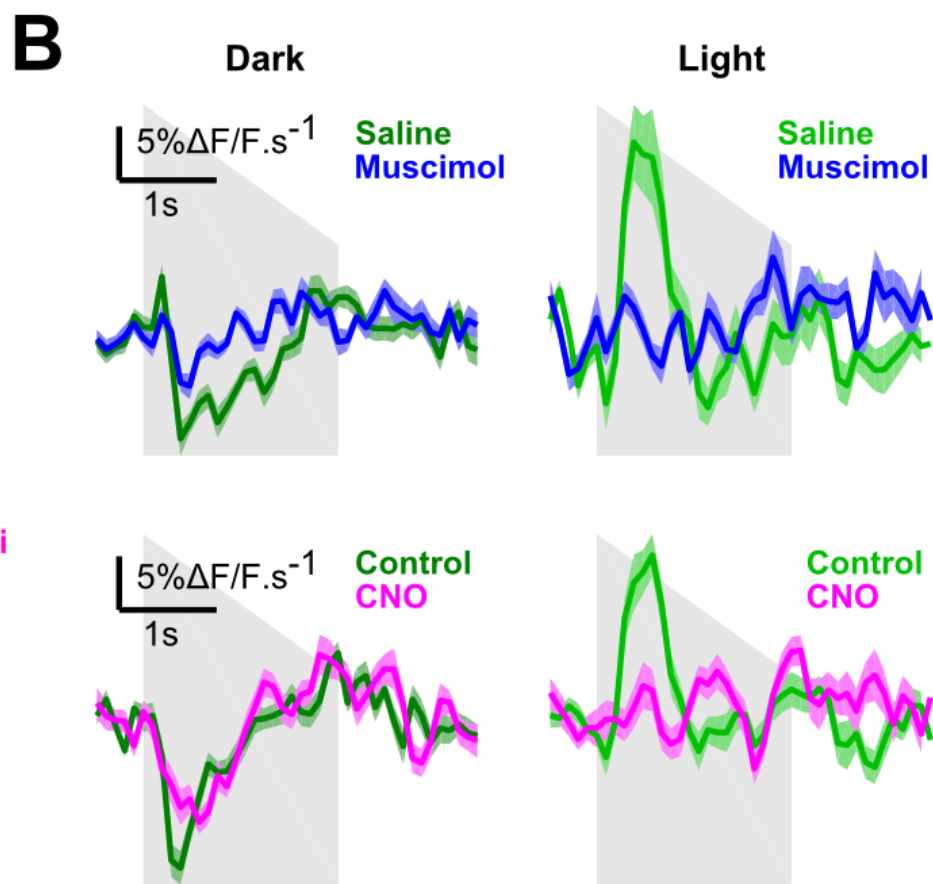 B
Dark
Light
5%ΔF/F.s-1
1s
Saline
Muscimol
Saline
Muscimol
i
5%ΔF/F.s-1
1s
Control
CNO
Control
CNO